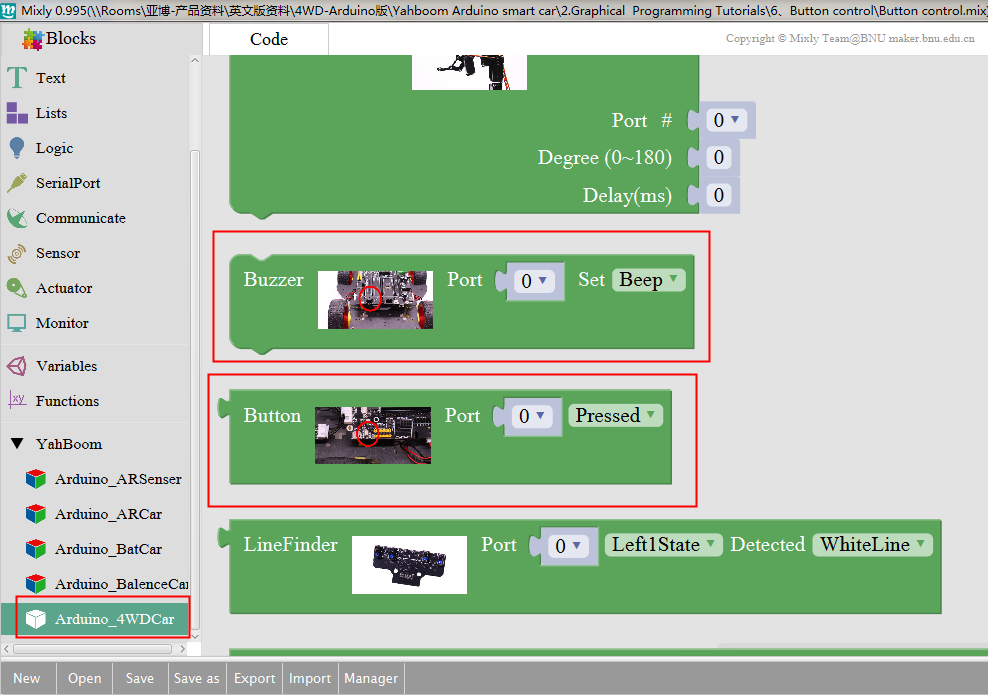 Mixly 0.995(\\Rooms\亚博-产品资料\英文版资料\4WD-Arduino版\Yahboom Arduino smart car\2.Graphical Programming Tutorials\6、Button control\Button control.mix)
Blocks
Code
Copyright © Mixly Team@BNU maker.bnu.edu.cn
Text
Lists
Logic
SerialPort
Communicate
Sensor
Actuator
Monitor
Variables
Functions
YahBoom
Arduino_ARSenser
Arduino_ARCar
Arduino_BatCar
Arduino_BalenceCar
Arduino_4WDCar
Port # 0
Degree (0~180) 0
Delay(ms) 0
Buzzer Port 0 Set Beep
Button Port 0 Pressed
LineFinder Port 0 Left1State Detected WhiteLine
New Open Save Save as Export Import Manager